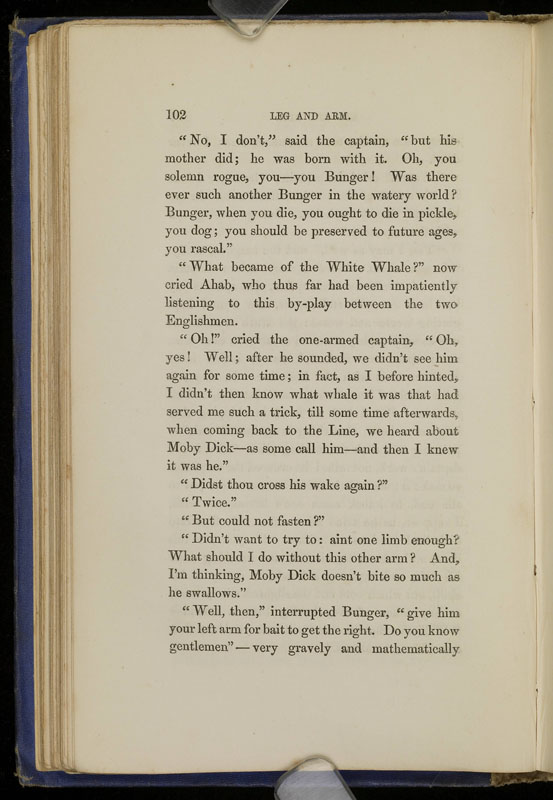 102 LEG AND ARM.
“No, I don’t,” said the captain, “but his
mother did; he was born with it. Oh, you
solemn rogue, you—you Bunger! Was there
ever such another Bunger in the watery world?
Bunger, when you die, you ought to die in pickle,
you dog; you should be preserved to future ages,
you rascal.”
“What became of the White Whale?” now
cried Ahab, who thus far had been impatiently
listening to this by-play between the two
Englishmen.
“Oh!” cried the one-armed captain, “Oh,
yes! Well; after he sounded, we didn’t see him
again for some time; in fact, as I before hinted,
I didn’t then know what whale it was that had
served me such a trick, till some time afterwards,
when coming back to the Line, we heard about
Moby Dick—as some call him—and then I knew
it was he.”
“Didst thou cross his wake again?”
“Twice.”
“But could not fasten?”
“Didn’t want to try to: aint one limb enough?
What should I do without this other arm? And,
I’m thinking, Moby Dick doesn’t bite so much as
he swallows.”
“Well, then,” interrupted Bunger, “give him
your left arm for bait to get the right. Do you know
gentlemen”—very gravely and mathematically